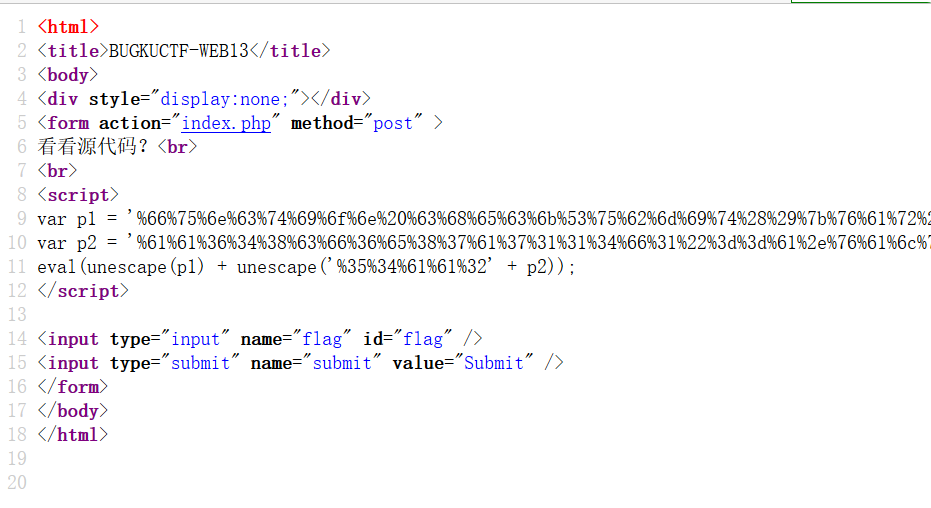 1 <html>
2 <title>BUGKUCTF-WEB13</title>
3 <body>
4 <div style="display:none;"></div>
5 <form action="index.php" method="post" >
6 看看源代码？<br>
7 <br>
8 <script>
9 var p1 = '%66%75%6e%63%74%69%6f%6e%20%63%68%65%63%6b%53%75%62%6d%69%74%28%29%7b%76%61%72%2
10 var p2 = '%61%61%36%34%38%63%66%36%65%38%37%61%37%31%31%34%66%31%22%3d%3d%61%2e%76%61%6c%7
11 eval(unescape(p1) + unescape('%35%34%61%61%32' + p2));
12 </script>
13
14 <input type="input" name="flag" id="flag" />
15 <input type="submit" name="submit" value="Submit" />
16 </form>
17 </body>
18 </html>
19
20